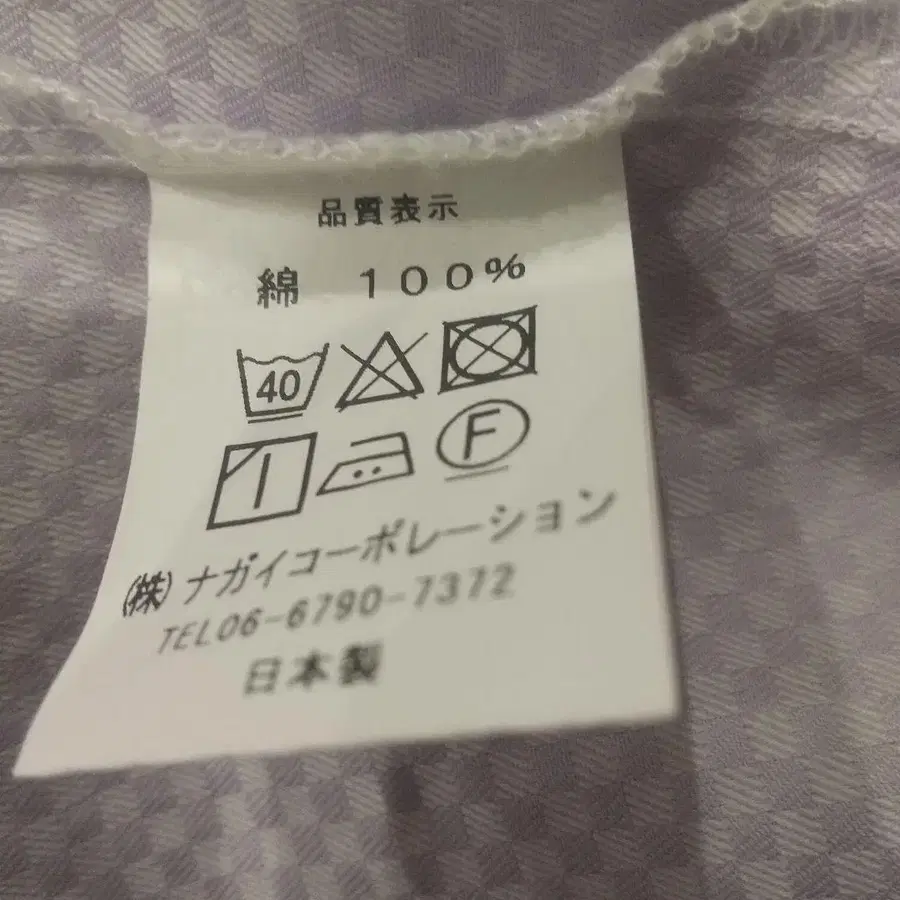 品質表示
綿 100%
40
F
(株)ナガイコーポレーション
TEL06-6790-7372
日本製